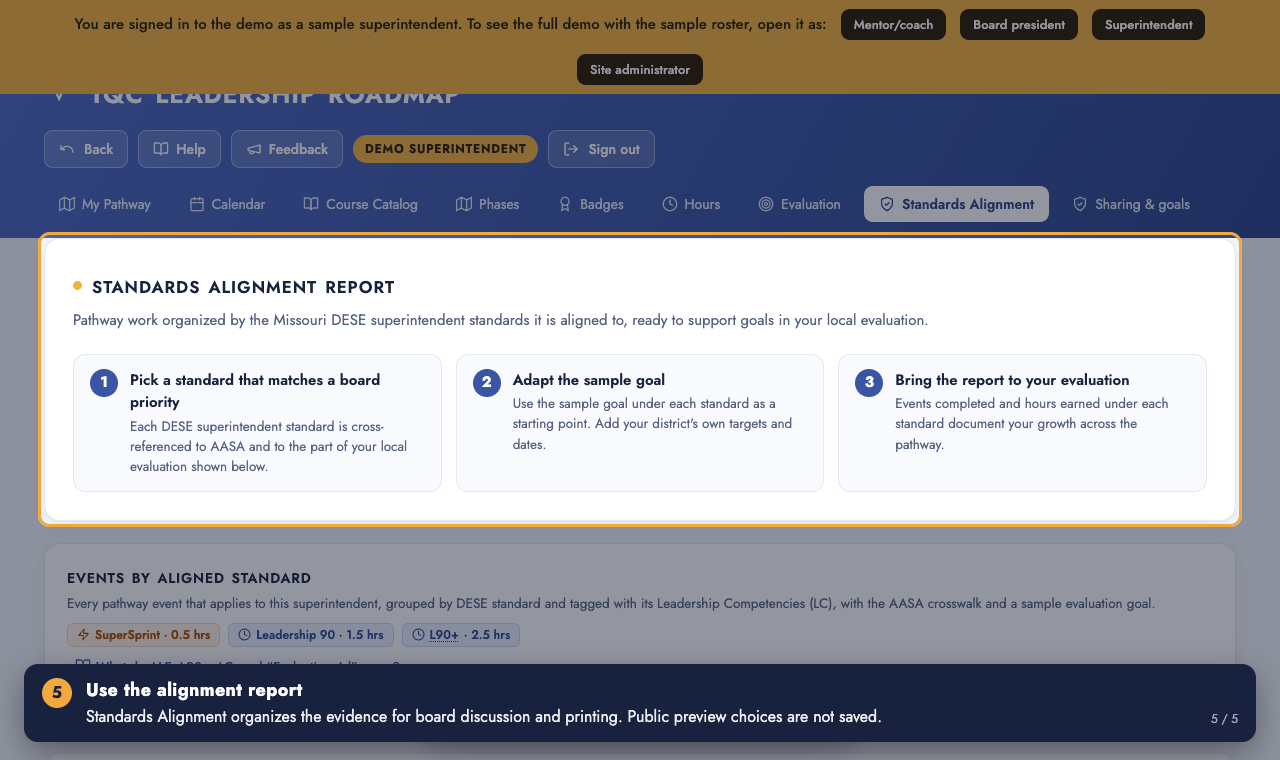 You are signed in to the demo as a sample superintendent. To see the full demo with the sample roster, open it as: Mentor/coach Board president Superintendent
Site administrator
TQC LEADERSHIP ROADMAP
Back Help Feedback DEMO SUPERINTENDENT Sign out
My Pathway Calendar Course Catalog Phases Badges Hours Evaluation Standards Alignment Sharing & goals
STANDARDS ALIGNMENT REPORT
Pathway work organized by the Missouri DESE superintendent standards it is aligned to, ready to support goals in your local evaluation.
1 Pick a standard that matches a board
priority
Each DESE superintendent standard is cross-
referenced to AASA and to the part of your local
evaluation shown below.
2 Adapt the sample goal
Use the sample goal under each standard as a
starting point. Add your district's own targets and
dates.
3 Bring the report to your evaluation
Events completed and hours earned under each
standard document your growth across the
pathway.
EVENTS BY ALIGNED STANDARD
Every pathway event that applies to this superintendent, grouped by DESE standard and tagged with its Leadership Competencies (LC), with the AASA crosswalk and a sample evaluation goal.
SuperSprint · 0.5 hrs Leadership 90 · 1.5 hrs L90+ · 2.5 hrs
5 Use the alignment report
Standards Alignment organizes the evidence for board discussion and printing. Public preview choices are not saved.
5 / 5